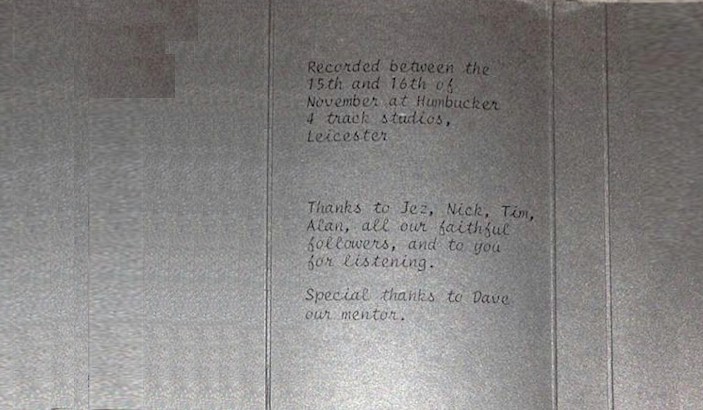 Recorded between the
15th and 16th of
November at Humbucker
4 track studios,
Leicester
Thanks to Jez, Nick, Tim,
Alan, all our faithful
followers, and to you
for listening.
Special thanks to Dave
our mentor.